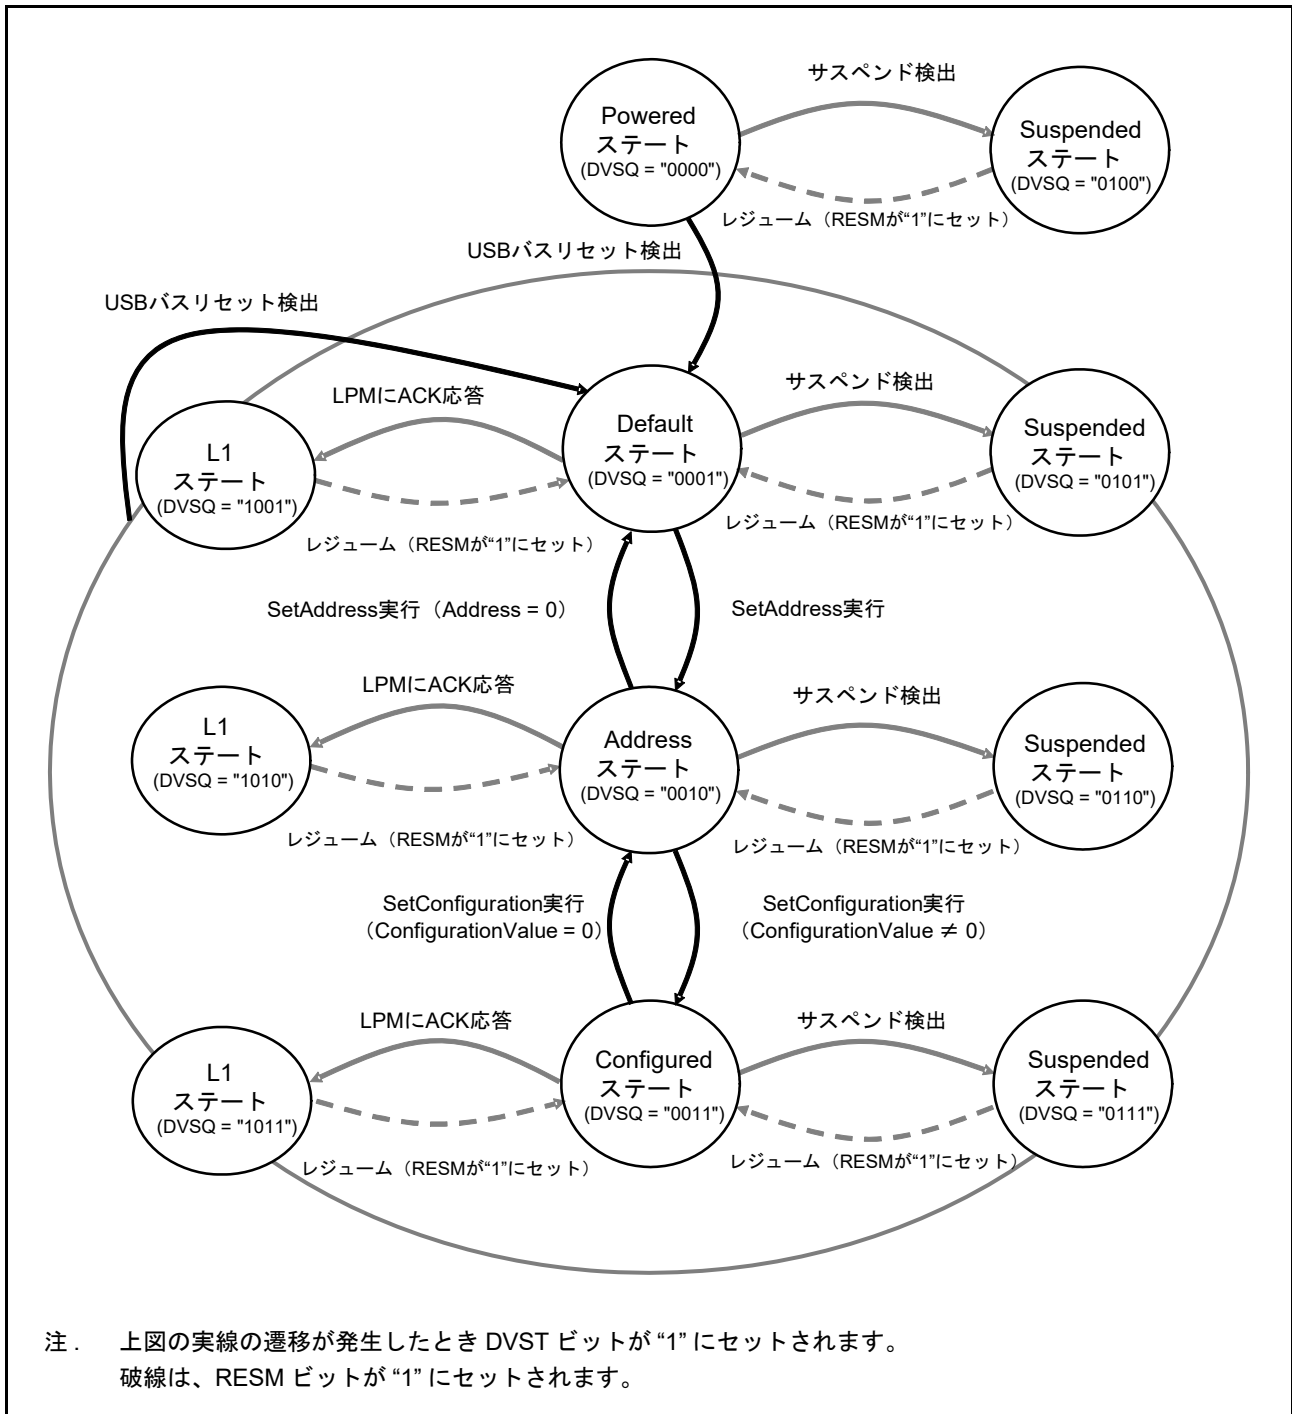 サスペンド検出
Powered
ステート
(DVSQ = "0000")
Suspended
ステート
(DVSQ = "0100")
レジューム（RESMが“1”にセット）
USBバスリセット検出
USBバスリセット検出
LPMにACK応答
サスペンド検出
L1
ステート
(DVSQ = "1001")
Default
ステート
(DVSQ = "0001")
Suspended
ステート
(DVSQ = "0101")
レジューム（RESMが“1”にセット）
レジューム（RESMが“1”にセット）
SetAddress実行（Address = 0）
SetAddress実行
LPMにACK応答
サスペンド検出
L1
ステート
(DVSQ = "1010")
Address
ステート
(DVSQ = "0010")
Suspended
ステート
(DVSQ = "0110")
レジューム（RESMが“1”にセット）
レジューム（RESMが“1”にセット）
SetConfiguration実行
（ConfigurationValue = 0）
SetConfiguration実行
（ConfigurationValue ≠ 0）
LPMにACK応答
サスペンド検出
L1
ステート
(DVSQ = "1011")
Configured
ステート
(DVSQ = "0011")
Suspended
ステート
(DVSQ = "0111")
レジューム（RESMが“1”にセット）
レジューム（RESMが“1”にセット）
注 . 上図の実線の遷移が発生したとき DVST ビットが “1” にセットされます。
破線は、RESM ビットが “1” にセットされます。